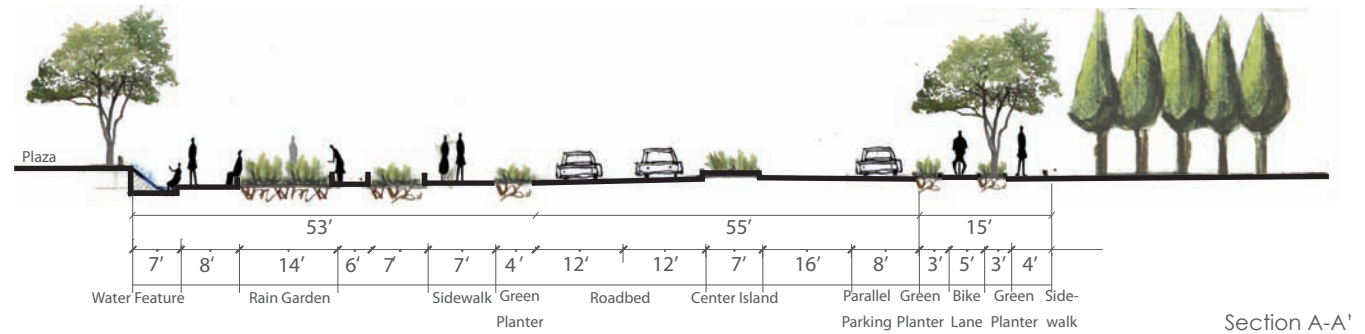 Plaza
53’ 55’ 15’
7’ 8’ 14’ 6’ 7’ 7’ 4’ 12’ 12’ 7’ 16’ 8’ 3’ 5’ 3’ 4’
Water Feature Rain Garden Sidewalk Green Roadbed Center Island Parallel Green Bike Green Side-
Planter Parking Planter Lane Planter walk
Section A-A’